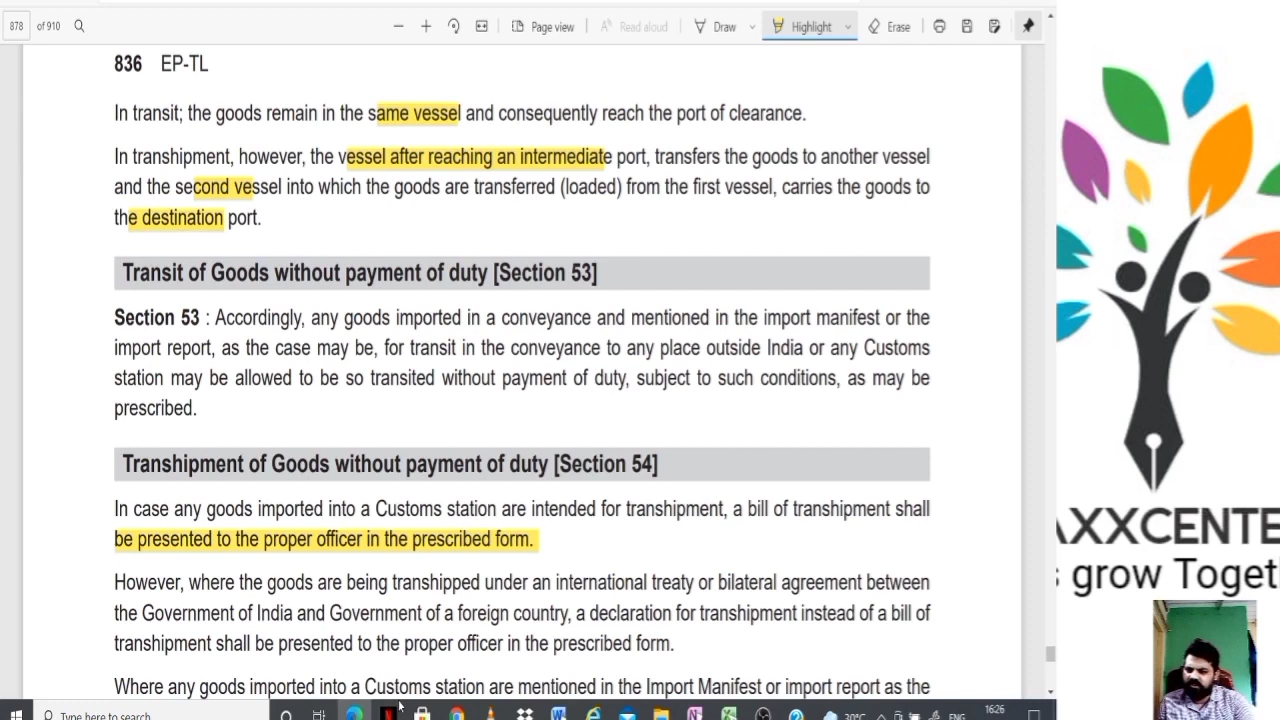 878 of 910 Page view Read aloud Draw Highlight Erase
836 EP-TL
In transit; the goods remain in the same vessel and consequently reach the port of clearance.
In transhipment, however, the vessel after reaching an intermediate port, transfers the goods to another vessel
and the second vessel into which the goods are transferred (loaded) from the first vessel, carries the goods to
the destination port.
Transit of Goods without payment of duty [Section 53]
Section 53 : Accordingly, any goods imported in a conveyance and mentioned in the import manifest or the
import report, as the case may be, for transit in the conveyance to any place outside India or any Customs
station may be allowed to be so transited without payment of duty, subject to such conditions, as may be
prescribed.
Transhipment of Goods without payment of duty [Section 54]
In case any goods imported into a Customs station are intended for transhipment, a bill of transhipment shall
be presented to the proper officer in the prescribed form.
However, where the goods are being transhipped under an international treaty or bilateral agreement between
the Government of India and Government of a foreign country, a declaration for transhipment instead of a bill of
transhipment shall be presented to the proper officer in the prescribed form.
Where any goods imported into a Customs station are mentioned in the Import Manifest or import report as the
AXXCENTE
s grow Togeth
Type here to search
30°C ENG 16:26